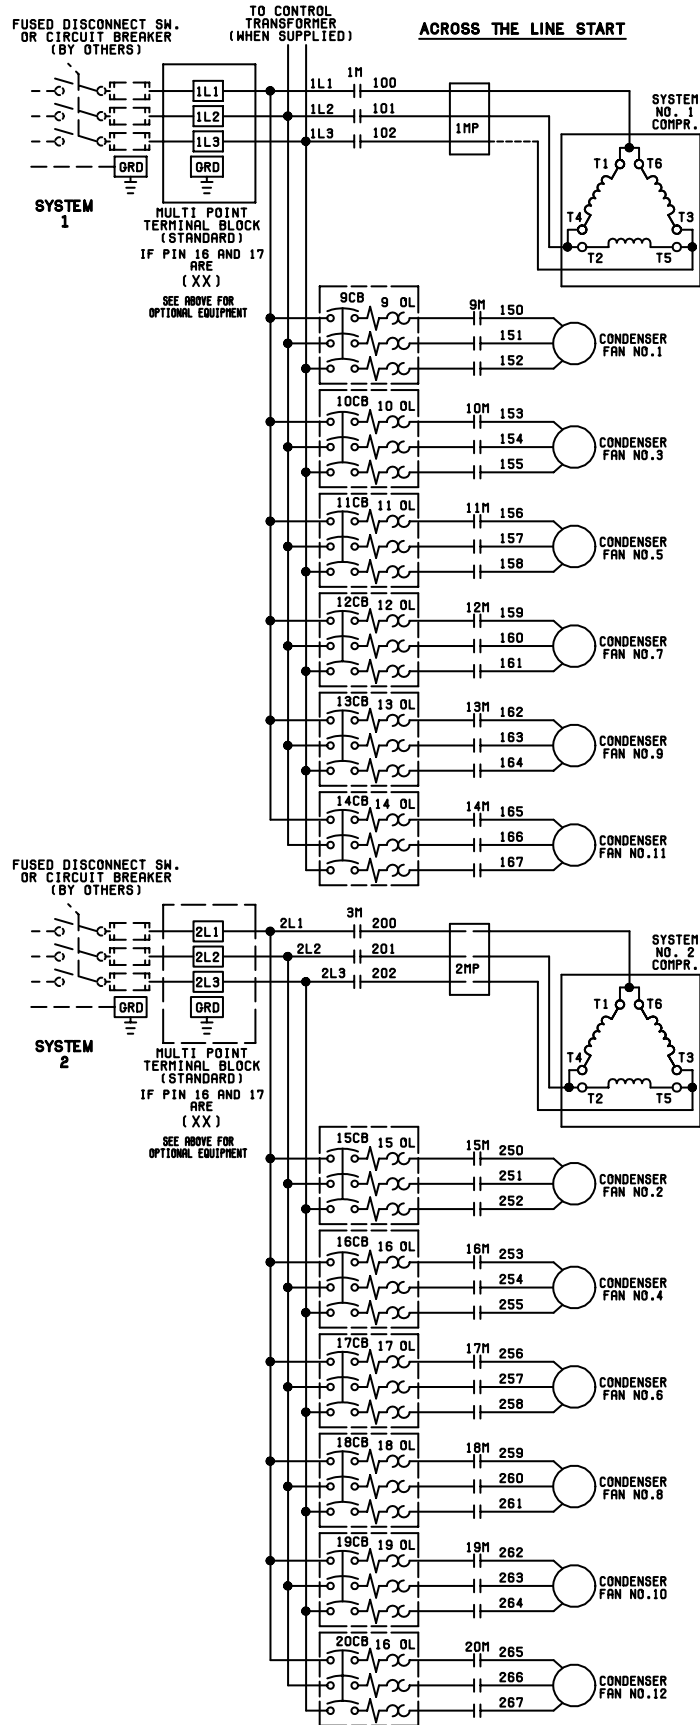 FUSED DISCONNECT SW.
OR CIRCUIT BREAKER
(BY OTHERS)
TO CONTROL
TRANSFORMER
(WHEN SUPPLIED)
ACROSS THE LINE START
1L1
1L2
1L3
GRD
GRD
1L1
1L2
1L3
1M
100
101
102
1MP
SYSTEM
NO. 1
COMPR.
T1
T6
T4
T3
T2
T5
SYSTEM
1
MULTI POINT
TERMINAL BLOCK
(STANDARD)
IF PIN 16 AND 17
ARE
(XX)
SEE ABOVE FOR
OPTIONAL EQUIPMENT
9CB 9 OL
9M 150
151
152
CONDENSER
FAN NO.1
10CB 10 OL
10M 153
154
155
CONDENSER
FAN NO.3
11CB 11 OL
11M 156
157
158
CONDENSER
FAN NO.5
12CB 12 OL
12M 159
160
161
CONDENSER
FAN NO.7
13CB 13 OL
13M 162
163
164
CONDENSER
FAN NO.9
14CB 14 OL
14M 165
166
167
CONDENSER
FAN NO.11
FUSED DISCONNECT SW.
OR CIRCUIT BREAKER
(BY OTHERS)
2L1
2L2
2L3
GRD
GRD
2L1
2L2
2L3
3M
200
201
202
2MP
SYSTEM
NO. 2
COMPR.
T1
T6
T4
T3
T2
T5
SYSTEM
2
MULTI POINT
TERMINAL BLOCK
(STANDARD)
IF PIN 16 AND 17
ARE
(XX)
SEE ABOVE FOR
OPTIONAL EQUIPMENT
15CB 15 OL
15M 250
251
252
CONDENSER
FAN NO.2
16CB 16 OL
16M 253
254
255
CONDENSER
FAN NO.4
17CB 17 OL
17M 256
257
258
CONDENSER
FAN NO.6
18CB 18 OL
18M 259
260
261
CONDENSER
FAN NO.8
19CB 19 OL
19M 262
263
264
CONDENSER
FAN NO.10
20CB 16 OL
20M 265
266
267
CONDENSER
FAN NO.12